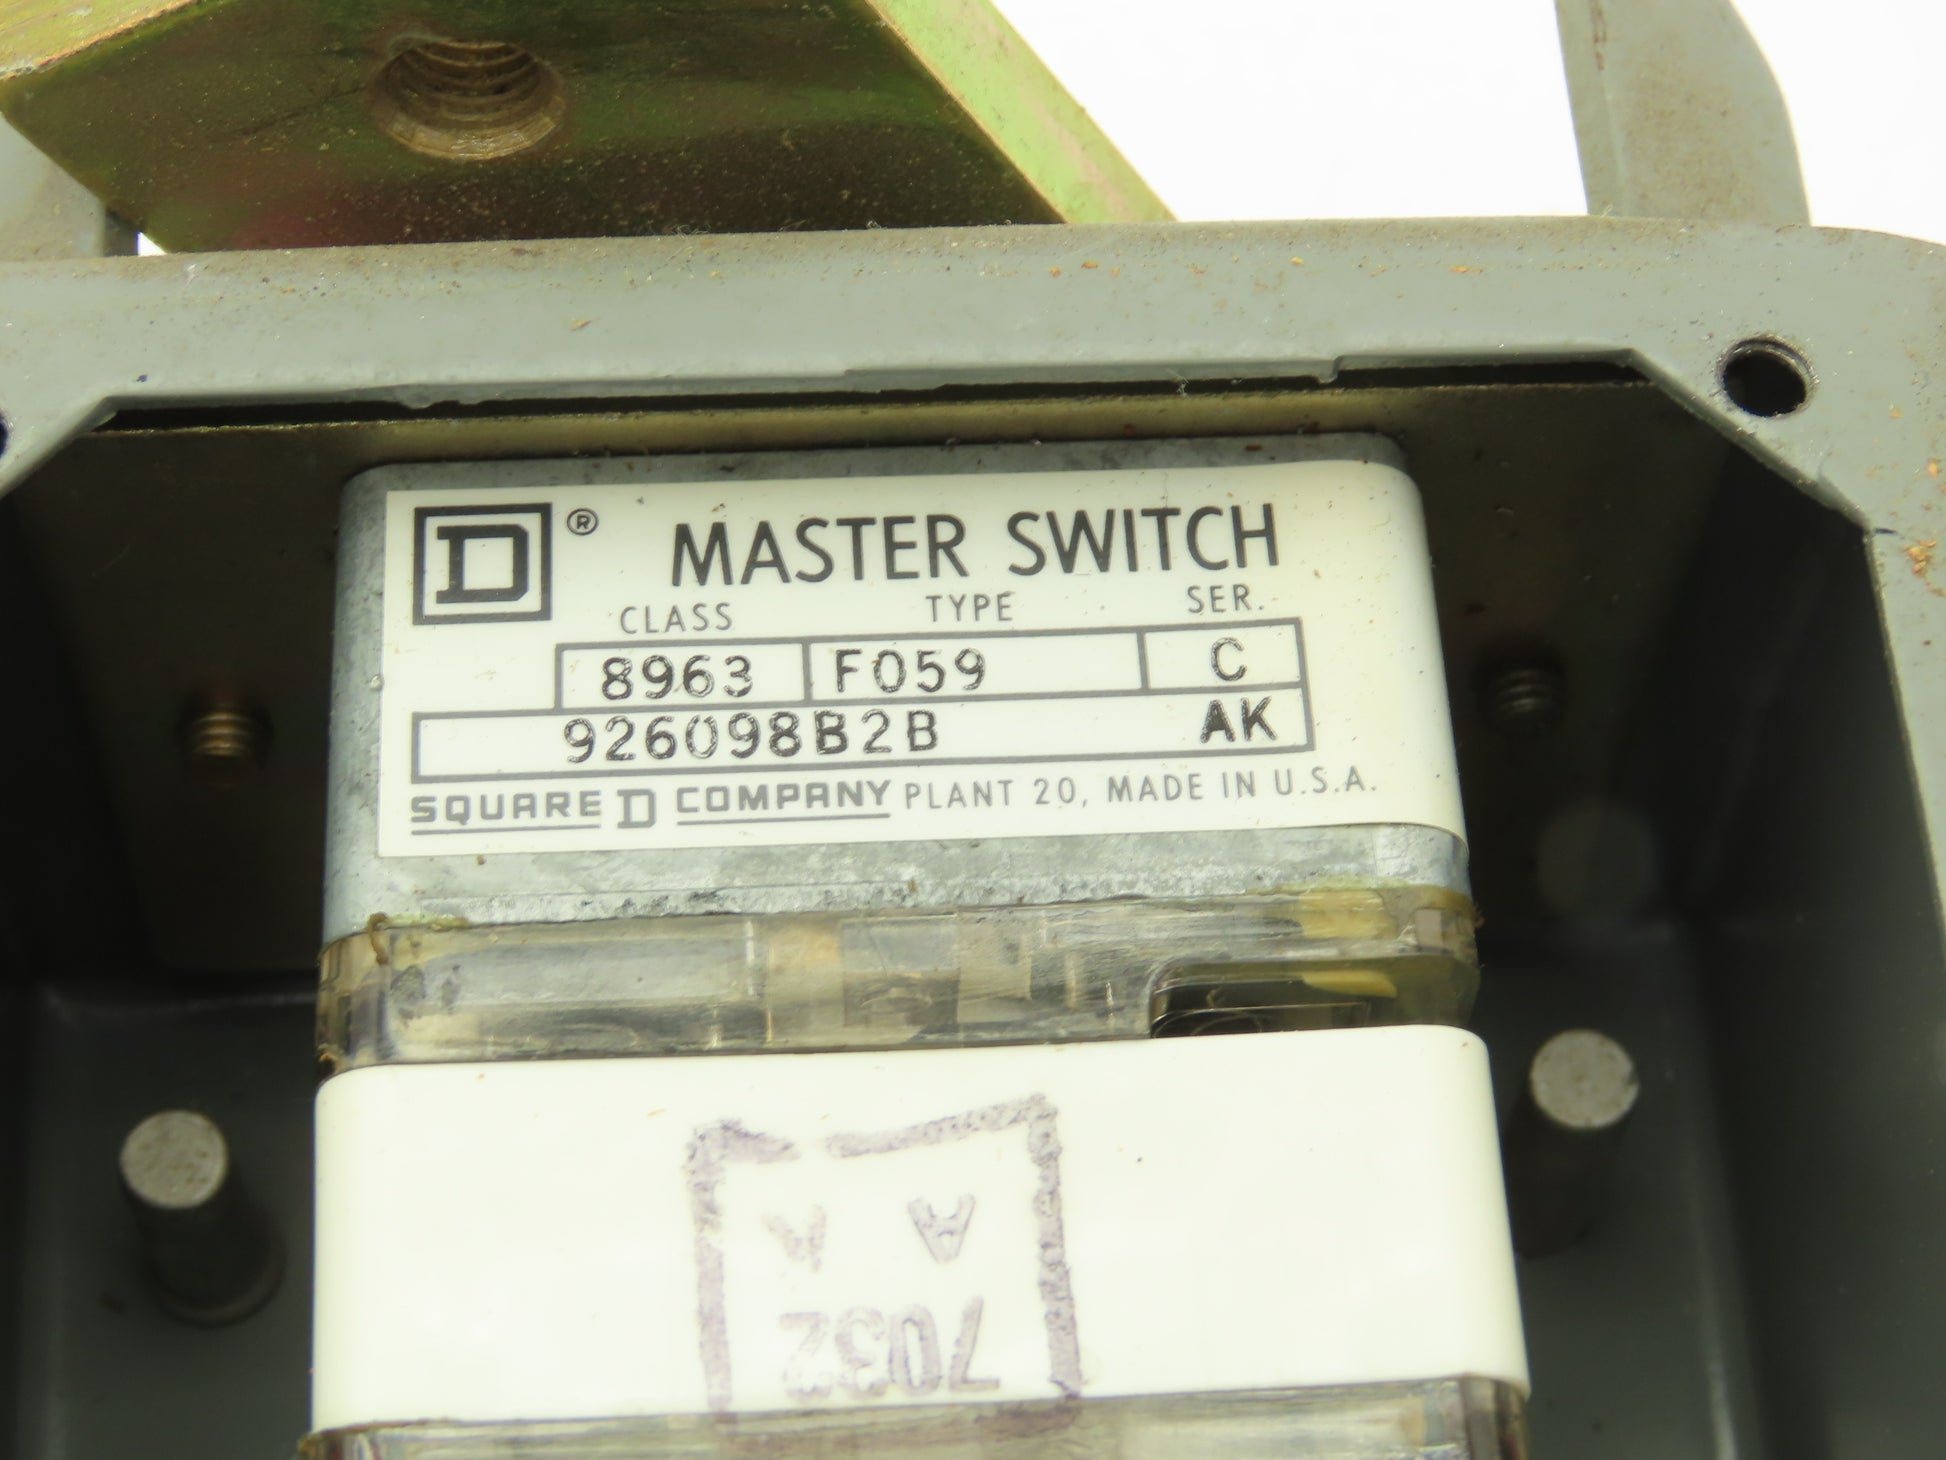 D® MASTER SWITCH
CLASS TYPE SER.
8963 F059 C
926098B2B AK
SQUARE D COMPANY PLANT 20, MADE IN U.S.A.
A A
7032